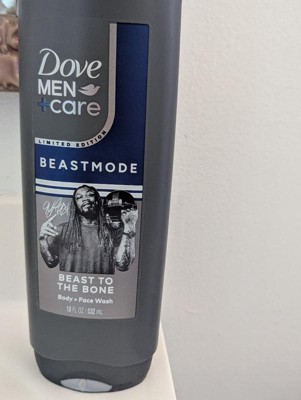 Dove
MEN
+care
LIMITED EDITION
BEASTMODE
BEAST TO
THE BONE
Body + Face Wash
18 FL OZ / 532 mL